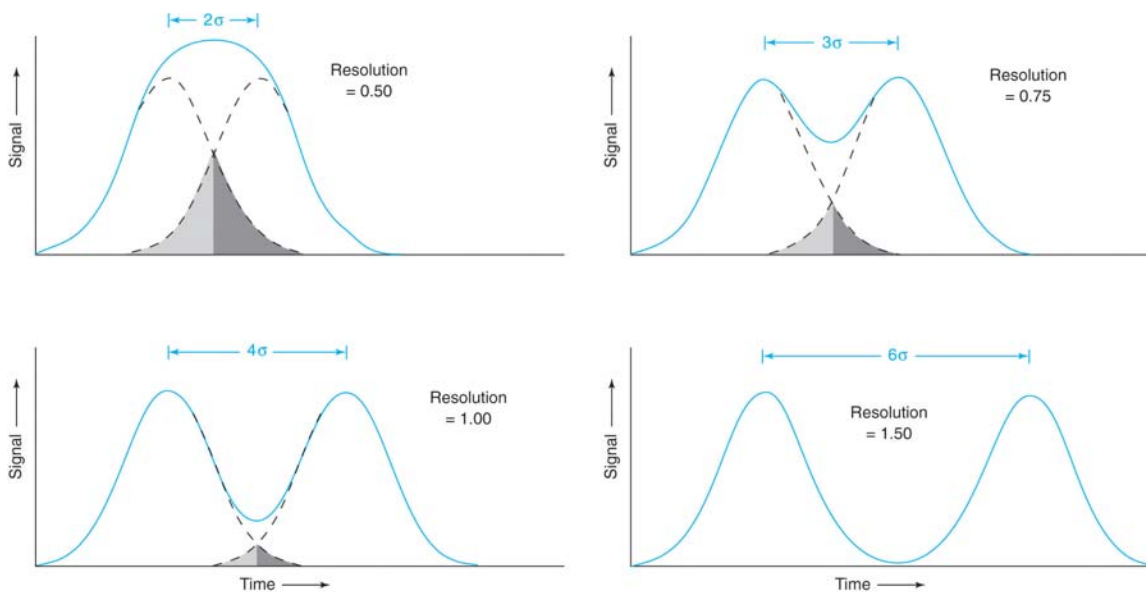 2σ
Resolution
= 0.50
Signal
3σ
Resolution
= 0.75
Signal
4σ
Resolution
= 1.00
Signal
Time
6σ
Resolution
= 1.50
Signal
Time